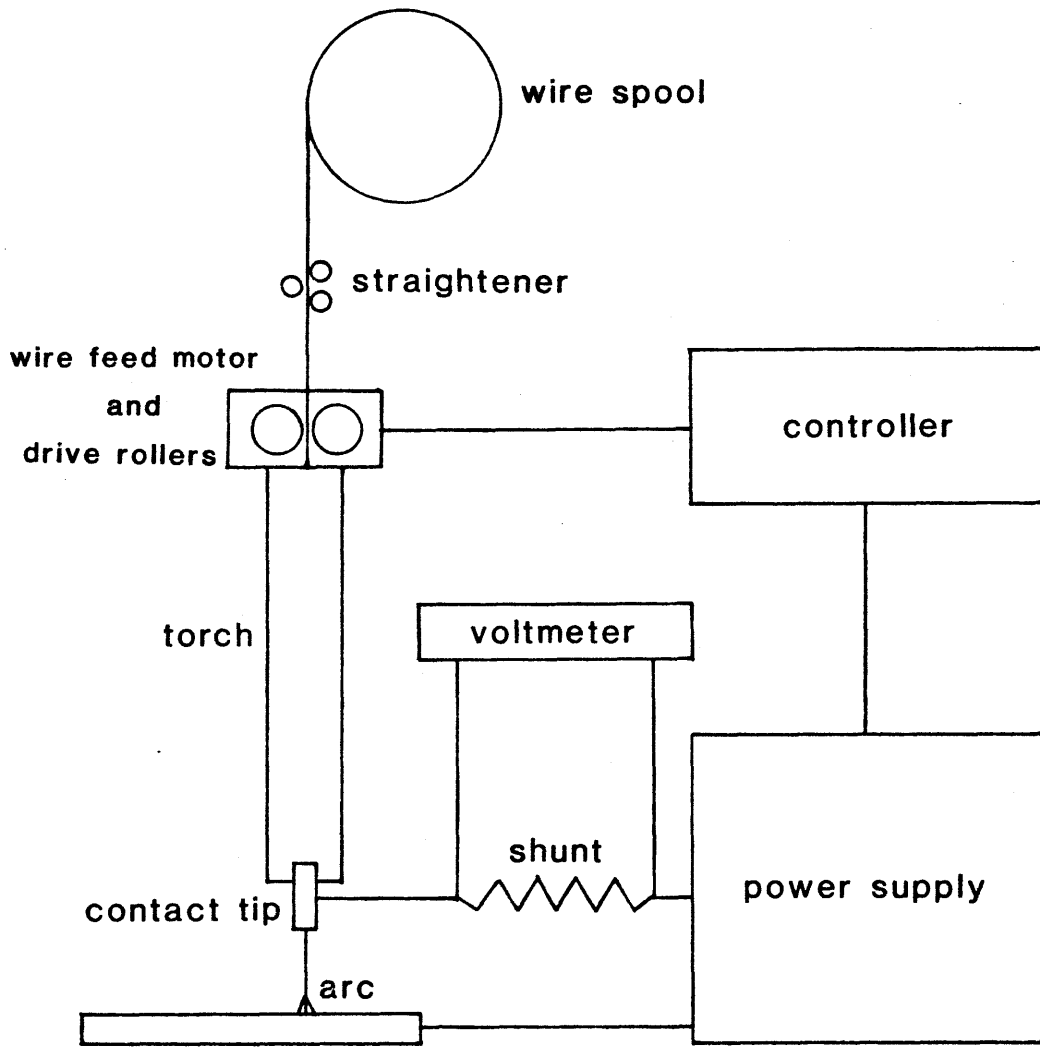 wire spool
straightener
wire feed motor
and
drive rollers
controller
torch
voltmeter
shunt
power supply
contact tip
arc